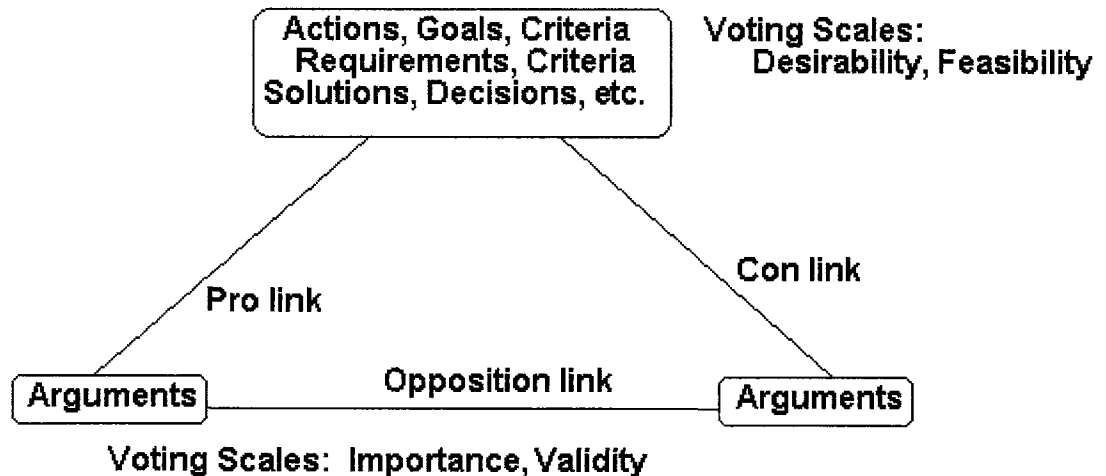 Actions, Goals, Criteria
Requirements, Criteria
Solutions, Decisions, etc.
Voting Scales:
Desirability, Feasibility
Pro link
Con link
Arguments
Opposition link
Arguments
Voting Scales: Importance, Validity